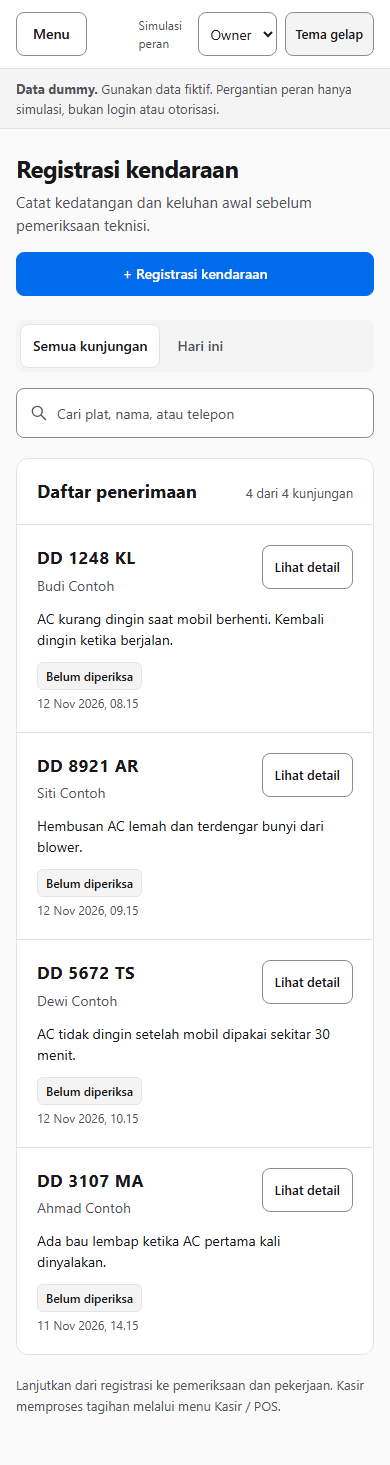 Menu
Simulasi
peran
Owner
Tema gelap
Data dummy. Gunakan data fiktif. Pergantian peran hanya
simulasi, bukan login atau otorisasi.
Registrasi kendaraan
Catat kedatangan dan keluhan awal sebelum
pemeriksaan teknisi.
+ Registrasi kendaraan
Semua kunjungan
Hari ini
Cari plat, nama, atau telepon
Daftar penerimaan
4 dari 4 kunjungan
DD 1248 KL
Lihat detail
Budi Contoh
AC kurang dingin saat mobil berhenti. Kembali
dingin ketika berjalan.
Belum diperiksa
12 Nov 2026, 08.15
DD 8921 AR
Lihat detail
Siti Contoh
Hembusan AC lemah dan terdengar bunyi dari
blower.
Belum diperiksa
12 Nov 2026, 09.15
DD 5672 TS
Lihat detail
Dewi Contoh
AC tidak dingin setelah mobil dipakai sekitar 30
menit.
Belum diperiksa
12 Nov 2026, 10.15
DD 3107 MA
Lihat detail
Ahmad Contoh
Ada bau lembap ketika AC pertama kali
dinyalakan.
Belum diperiksa
11 Nov 2026, 14.15
Lanjutkan dari registrasi ke pemeriksaan dan pekerjaan. Kasir
memproses tagihan melalui menu Kasir / POS.